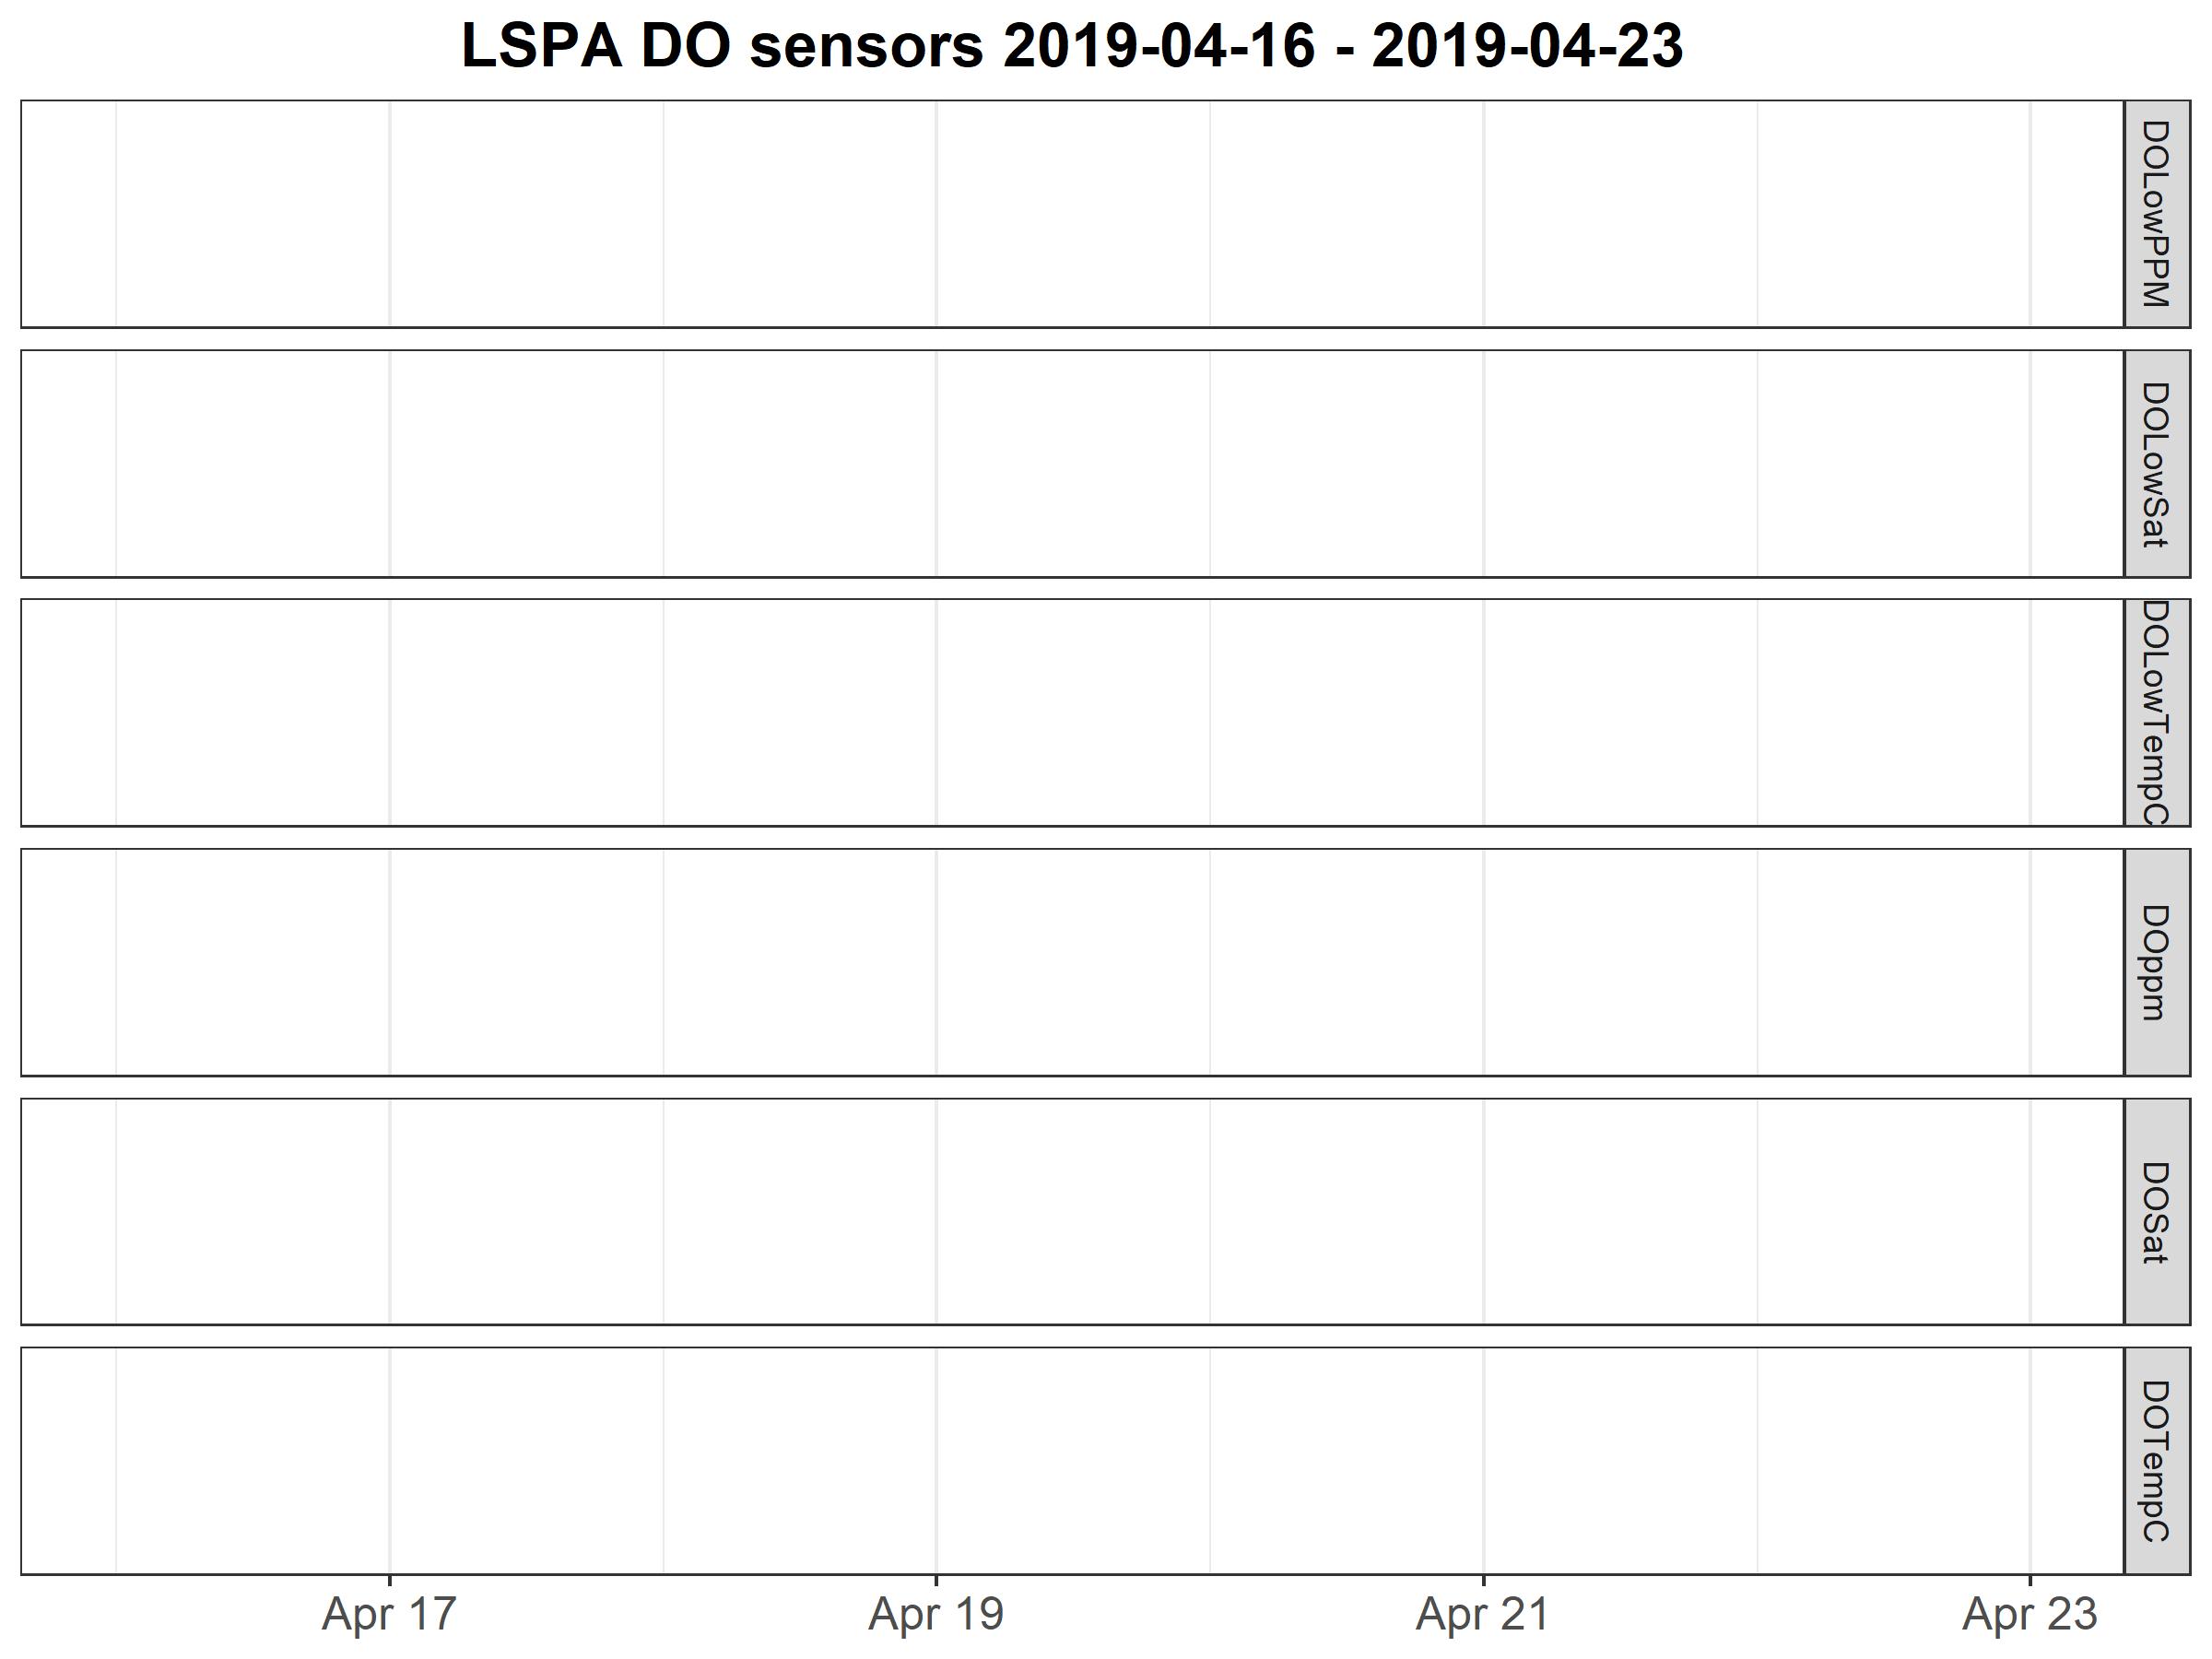 LSPA DO sensors 2019-04-16 - 2019-04-23
DOLowPPM
DOLowSat
DOLowTempC
DOppm
DOSat
DOTempC
Apr 17 Apr 19 Apr 21 Apr 23